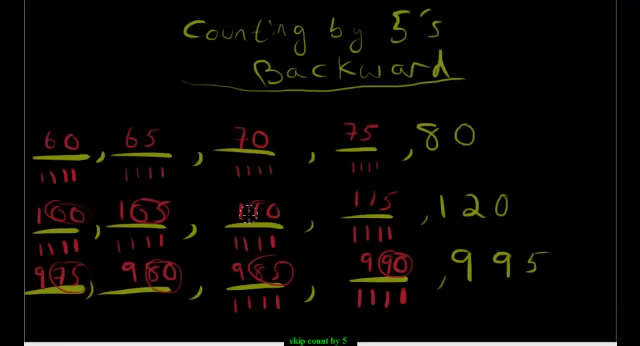 Counting by 5's
Backward
60, 65, 70, 75, 80
100, 105, , 115, 120
975, 980, 985, 990, 995
skip count by 5